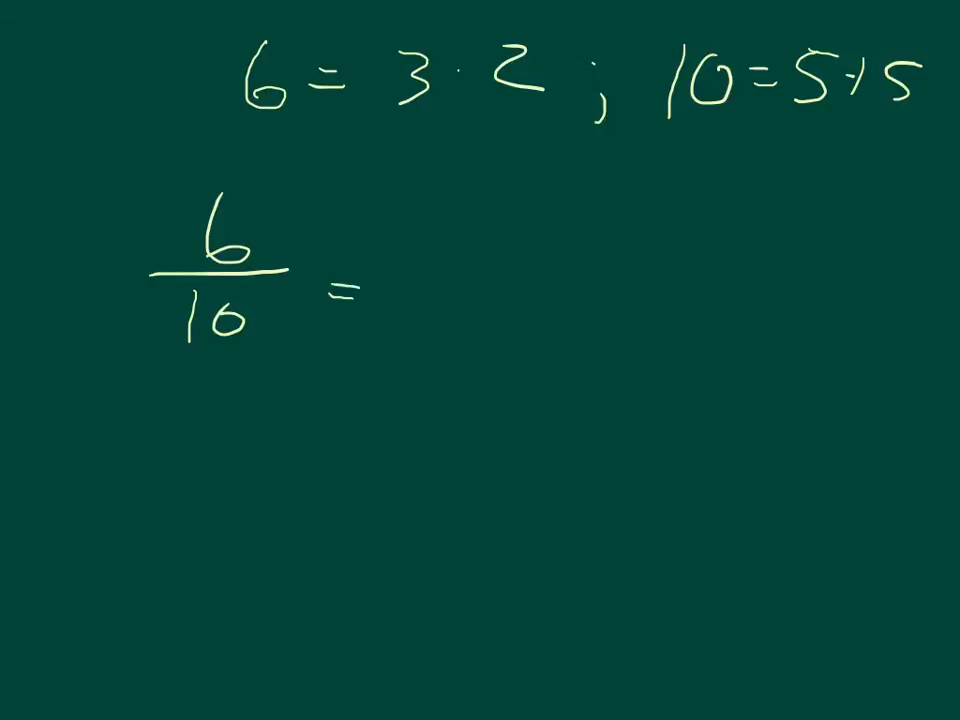 6 = 3 · 2 ; 10 = 5 + 5
6
10 =